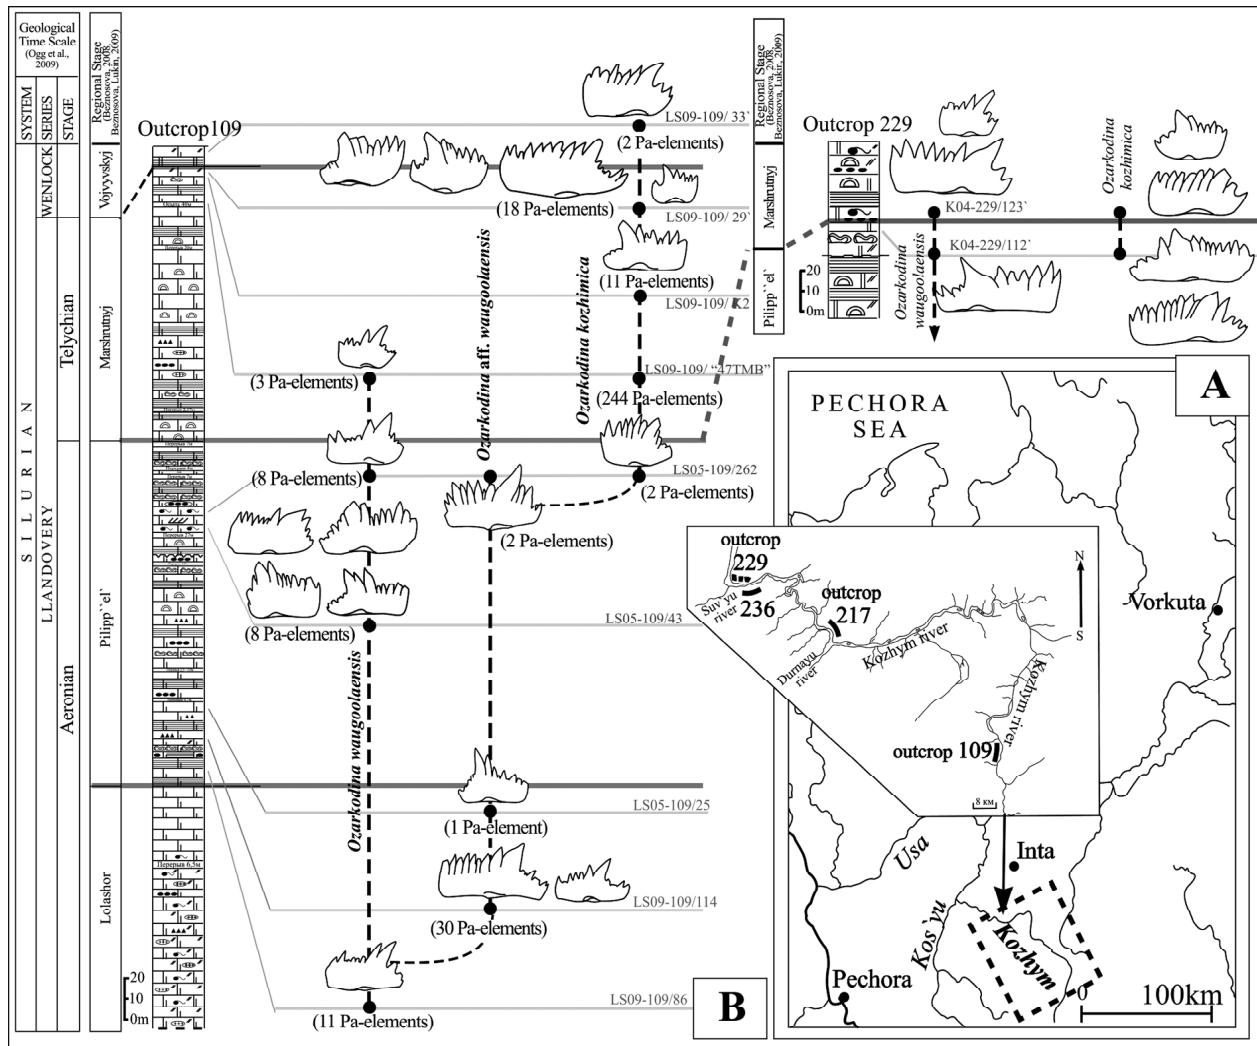 Geological
Time Scale
(Ogg et al.,
2009)
SYSTEM
SERIES
STAGE
Regional Stage
(Beznosova, 2008,
Beznosova, Lukin, 2009)
SILURIAN
LLANDOVERY
WENLOCK
Telychian
Aeronian
Vojvyvskyj
Marshrutnyj
Pilipp``el`
Lolashor
Outcrop109
20
10
0m
Перерыв 6,5м
LS09-109/ 33`
(2 Pa-elements)
(18 Pa-elements)
LS09-109/ 29`
(11 Pa-elements)
LS09-109/ K2
(3 Pa-elements)
LS09-109/ “47TMB”
(244 Pa-elements)
(8 Pa-elements)
LS05-109/262
(2 Pa-elements)
(2 Pa-elements)
(8 Pa-elements)
LS05-109/43
LS05-109/25
(1 Pa-element)
LS09-109/114
(30 Pa-elements)
LS09-109/86
(11 Pa-elements)
Ozarkodina waugoolaensis
Ozarkodina aff. waugoolaensis
Ozarkodina kozhimica
B
Regional Stage
(Beznosova, 2008,
Beznosova, Lukin, 2009)
Marshrutnyj
Pilipp``el`
Outcrop 229
20
10
0m
K04-229/123`
K04-229/112`
Ozarkodina
waugoolaensis
Ozarkodina
kozhimica
A
PECHORA
SEA
Vorkuta
outcrop
229
236
Suv`yu
river
outcrop
217
Durnayu
river
Kozhym river
Kozhym river
outcrop 109
8 км
N
S
Usa
Inta
Kos`yu
Kozhym
Pechora
0
100km